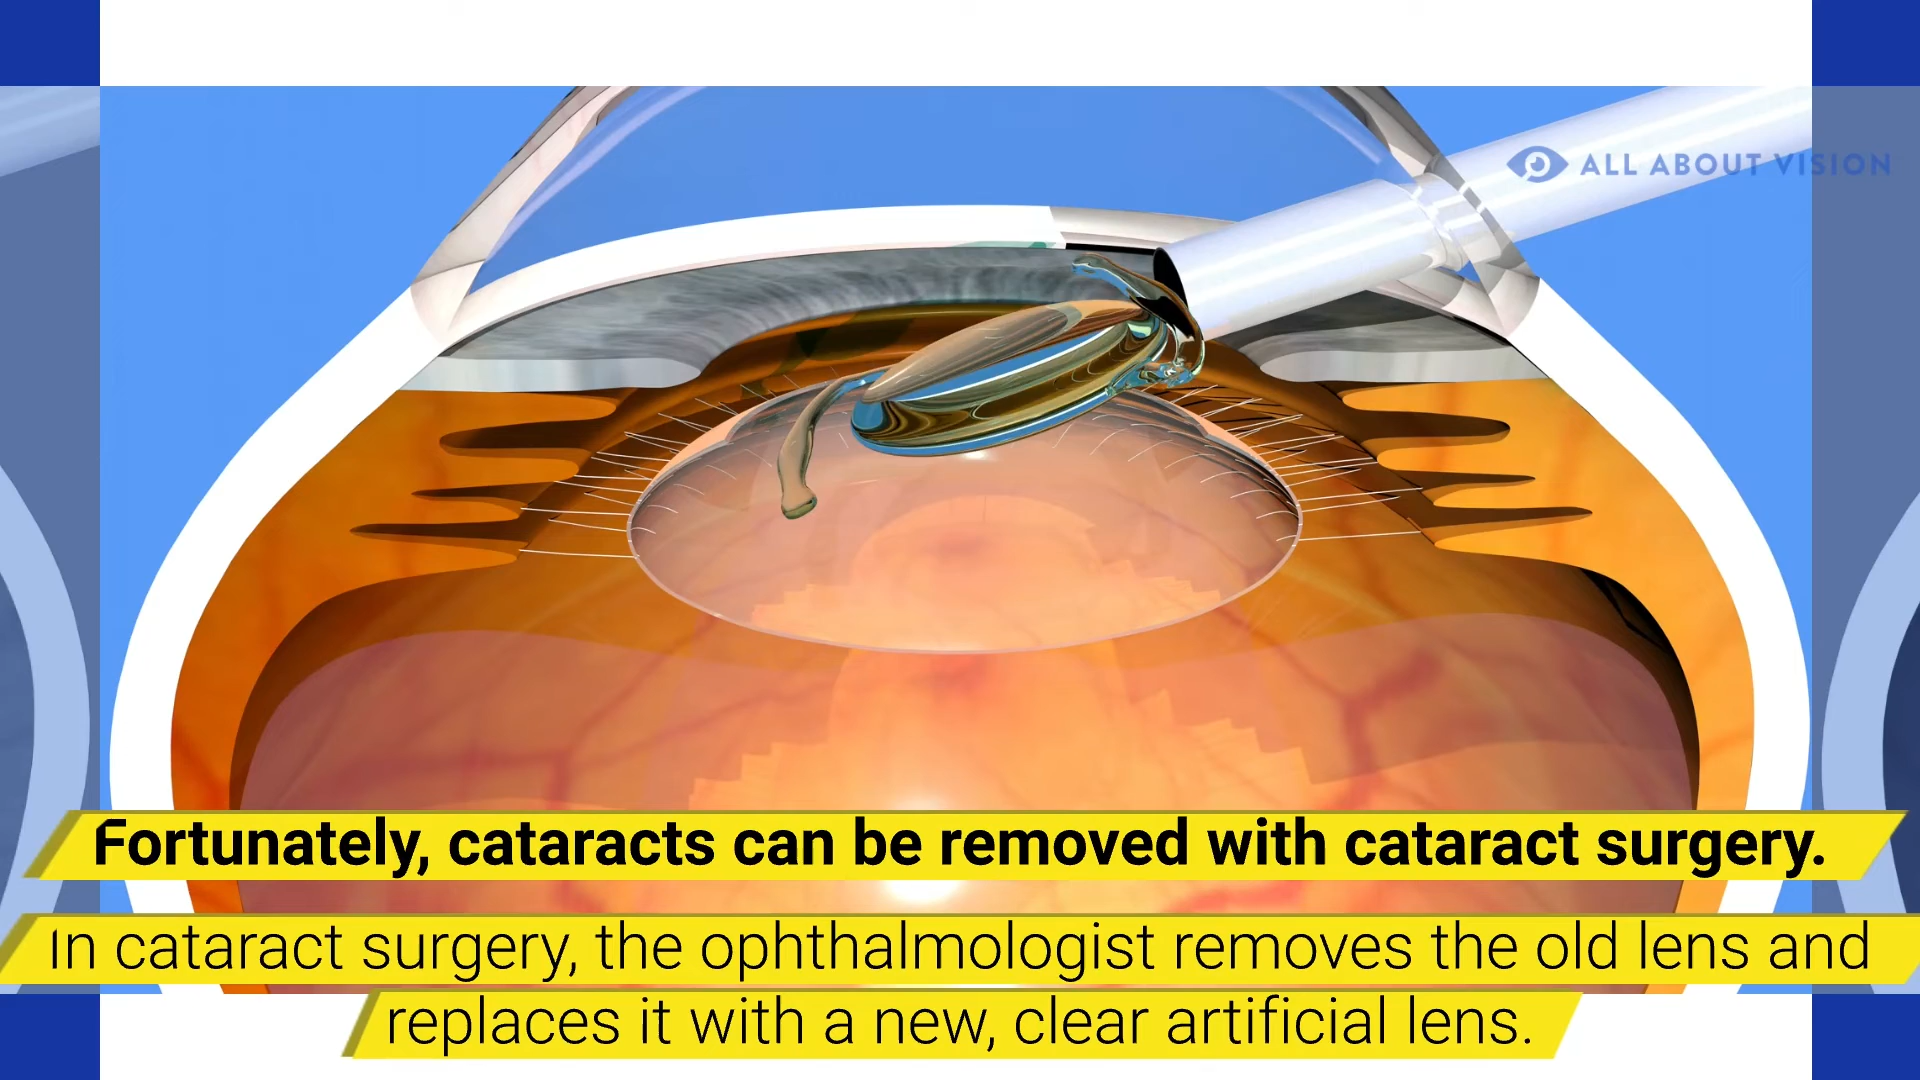 ALL ABOUT VISION
Fortunately, cataracts can be removed with cataract surgery.
In cataract surgery, the ophthalmologist removes the old lens and
replaces it with a new, clear artificial lens.